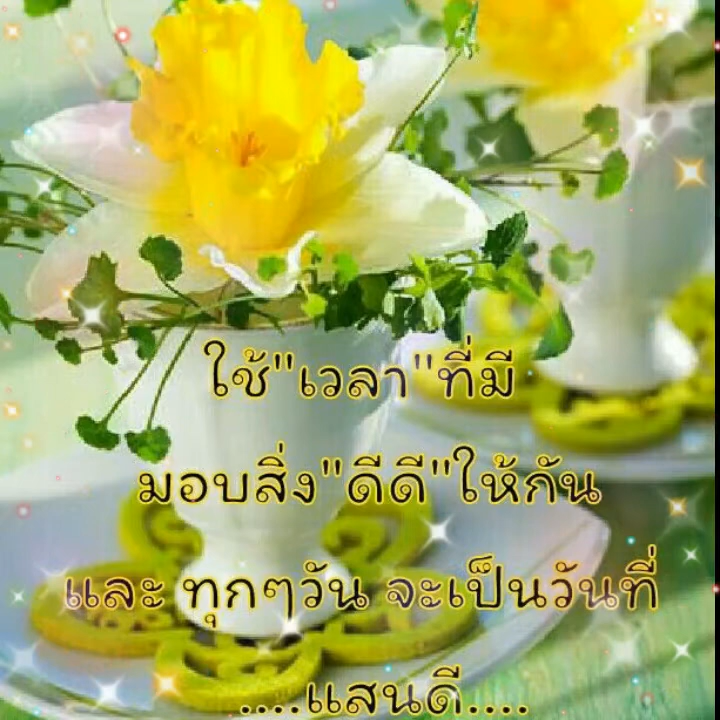 ใช้"เวลา"ที่มี
มอบสิ่ง"ดีดี"ให้กัน
และ ทุกๆวัน จะเป็นวันที่
....แสนดี....